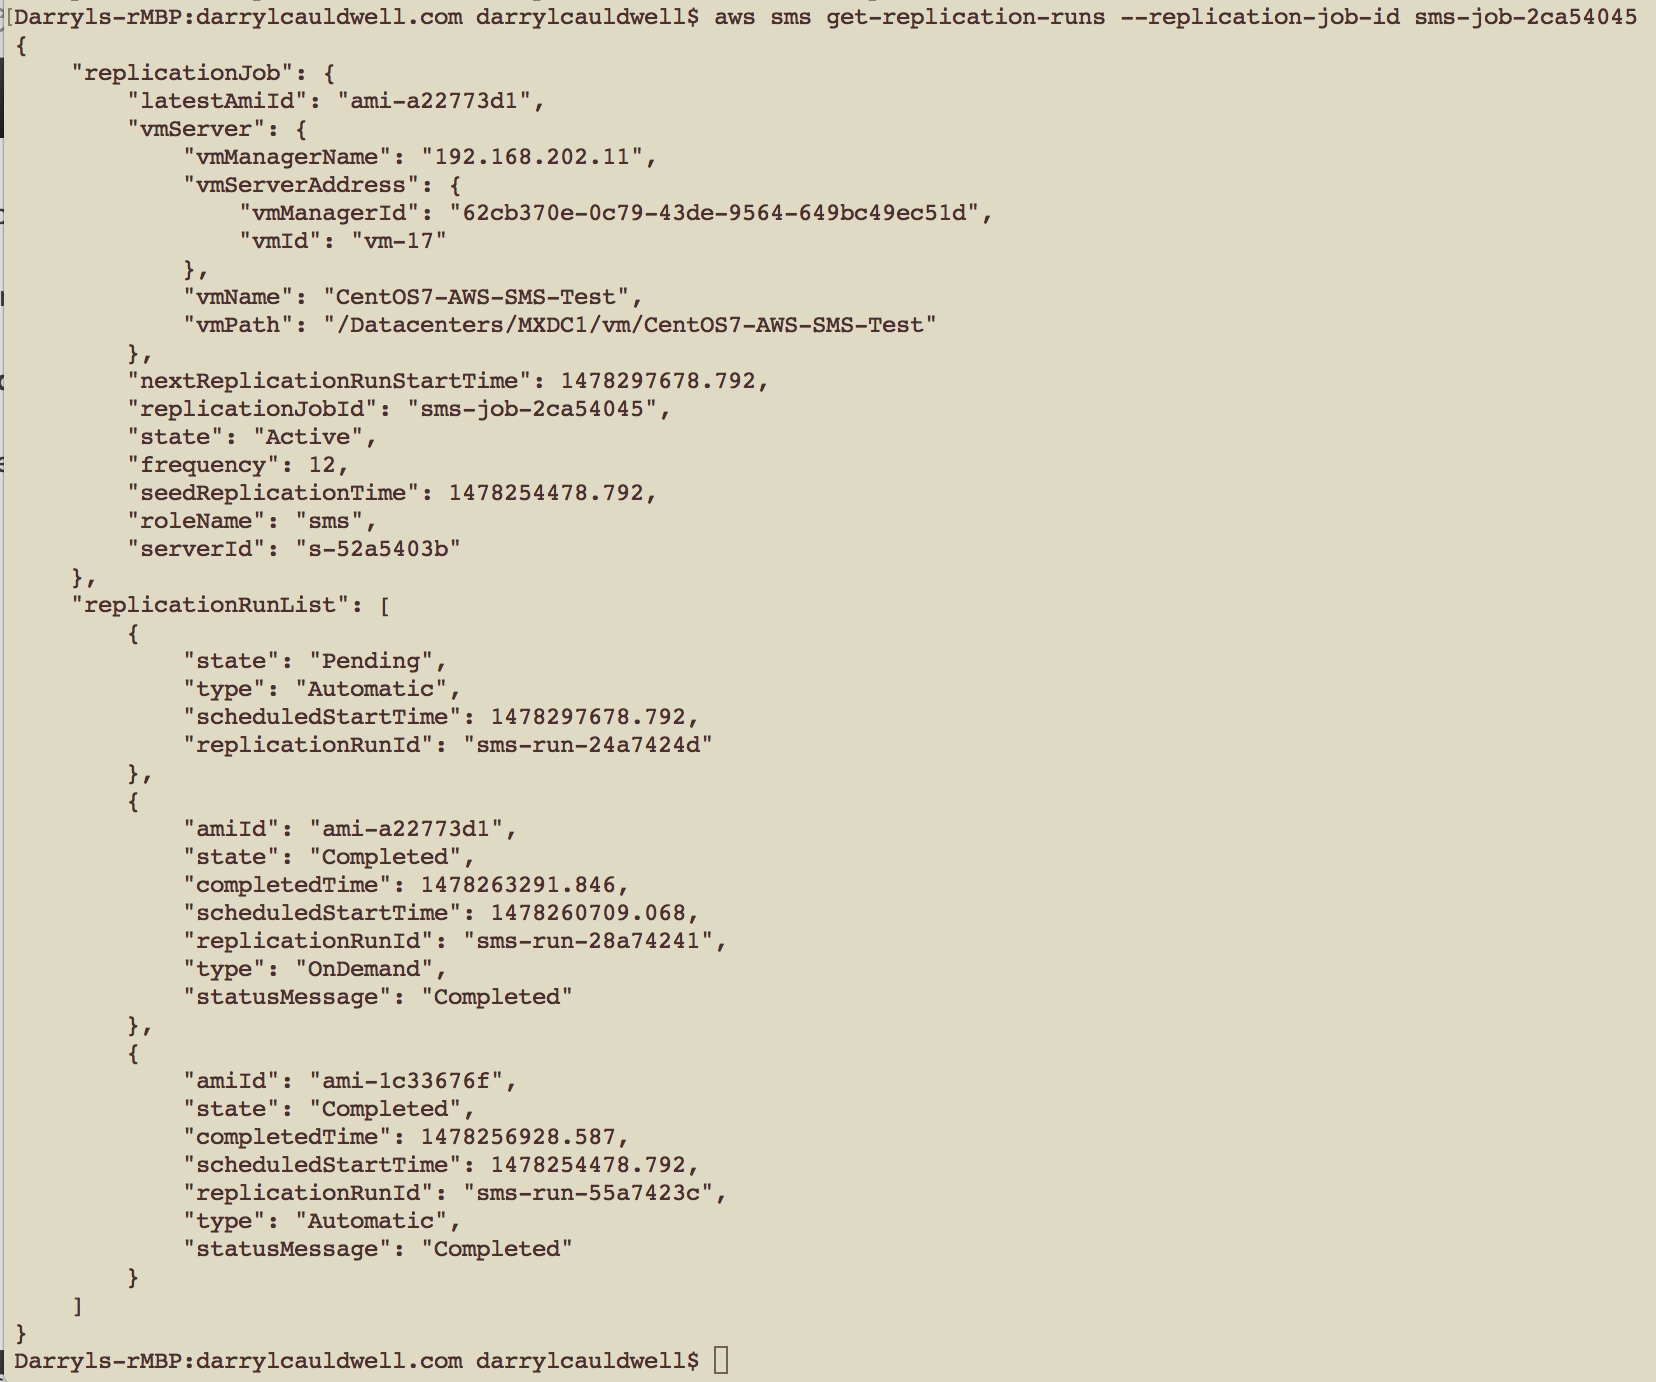 [Darryls-rMBP:darrylcauldwell.com darrylcauldwell$ aws sms get-replication-runs --replication-job-id sms-job-2ca54045
{
    "replicationJob": {
        "latestAmiId": "ami-a22773d1",
        "vmServer": {
            "vmManagerName": "192.168.202.11",
            "vmServerAddress": {
                "vmManagerId": "62cb370e-0c79-43de-9564-649bc49ec51d",
                "vmId": "vm-17"
            },
            "vmName": "CentOS7-AWS-SMS-Test",
            "vmPath": "/Datacenters/MXDC1/vm/CentOS7-AWS-SMS-Test"
        },
        "nextReplicationRunStartTime": 1478297678.792,
        "replicationJobId": "sms-job-2ca54045",
        "state": "Active",
        "frequency": 12,
        "seedReplicationTime": 1478254478.792,
        "roleName": "sms",
        "serverId": "s-52a5403b"
    },
    "replicationRunList": [
        {
            "state": "Pending",
            "type": "Automatic",
            "scheduledStartTime": 1478297678.792,
            "replicationRunId": "sms-run-24a7424d"
        },
        {
            "amiId": "ami-a22773d1",
            "state": "Completed",
            "completedTime": 1478263291.846,
            "scheduledStartTime": 1478260709.068,
            "replicationRunId": "sms-run-28a74241",
            "type": "OnDemand",
            "statusMessage": "Completed"
        },
        {
            "amiId": "ami-1c33676f",
            "state": "Completed",
            "completedTime": 1478256928.587,
            "scheduledStartTime": 1478254478.792,
            "replicationRunId": "sms-run-55a7423c",
            "type": "Automatic",
            "statusMessage": "Completed"
        }
    ]
}
Darryls-rMBP:darrylcauldwell.com darrylcauldwell$